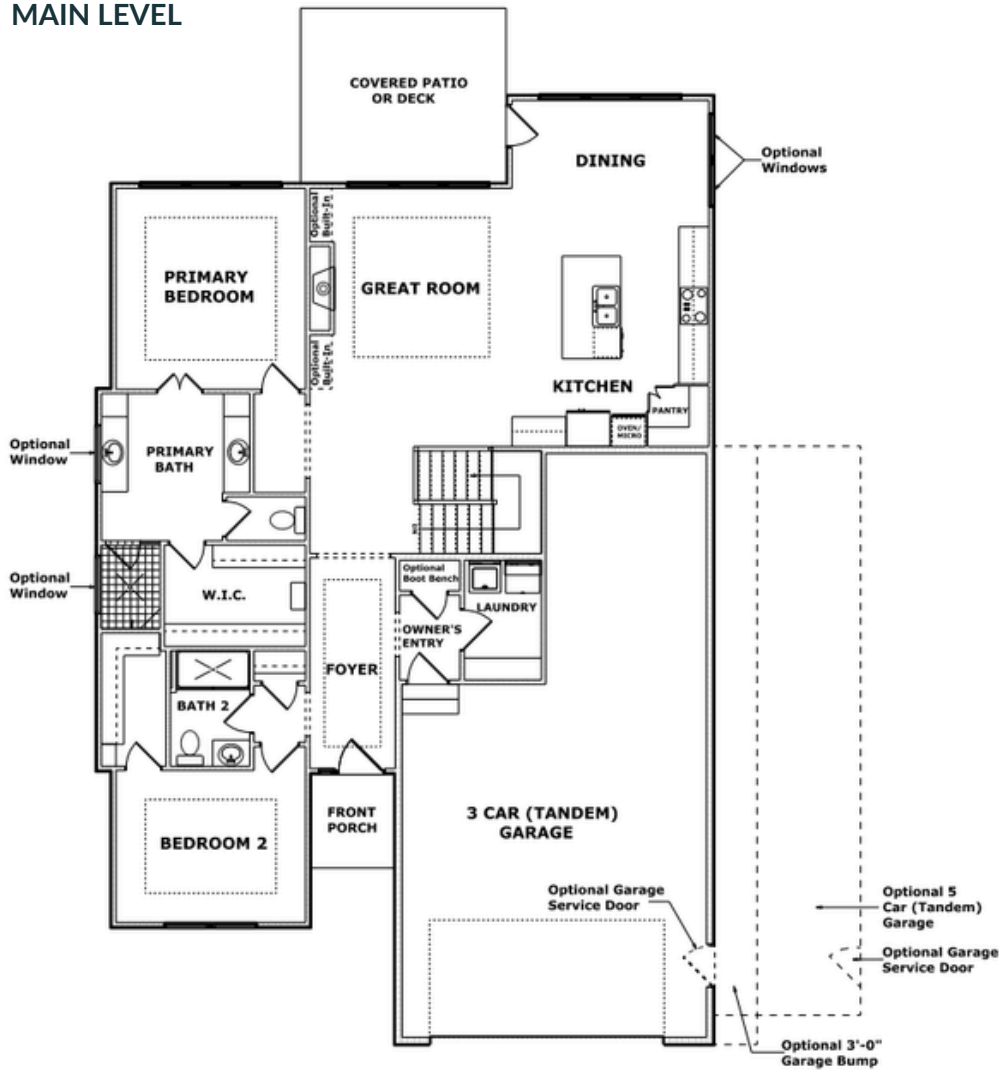 MAIN LEVEL
COVERED PATIO
OR DECK
DINING
Optional
Windows
Optional
Built-In
PRIMARY
BEDROOM
GREAT ROOM
Optional
Built-In
KITCHEN
PANTRY
OVEN/
MICRO
Optional
Window
PRIMARY
BATH
DN
Optional
Window
W.I.C.
Optional
Boot Bench
LAUNDRY
OWNER'S
ENTRY
FOYER
BATH 2
FRONT
PORCH
3 CAR (TANDEM)
GARAGE
BEDROOM 2
Optional Garage
Service Door
Optional 5
Car (Tandem)
Garage
Optional Garage
Service Door
Optional 3'-0"
Garage Bump